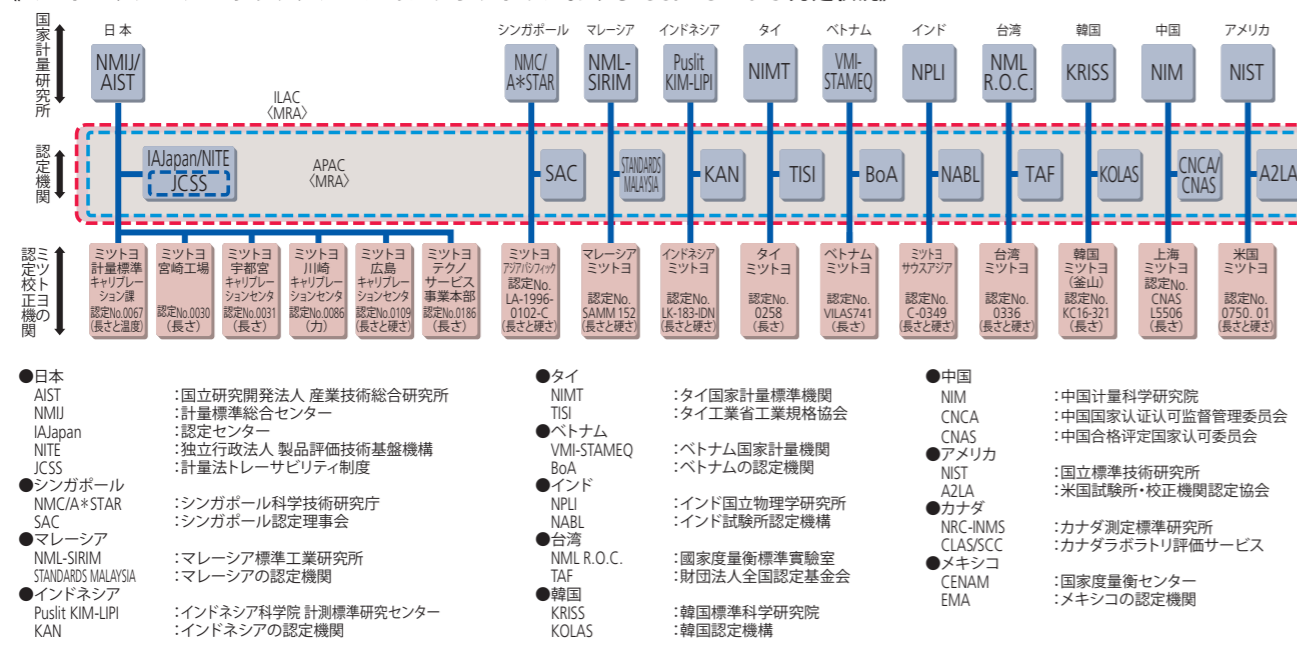 国家計量研究所
日本
シンガポール
マレーシア
インドネシア
タイ
ベトナム
インド
台湾
韓国
中国
アメリカ
NMIJ/
AIST
NMC/
A＊STAR
NML-
SIRIM
Puslit
KIM-LIPI
NIMT
VMI-
STAMEQ
NPLI
NML
R.O.C.
KRISS
NIM
NIST
ILAC
〈MRA〉
認定機関
IAJapan/NITE
JCSS
APAC
〈MRA〉
SAC
STANDARDS
MALAYSIA
KAN
TISI
BoA
NABL
TAF
KOLAS
CNCA/
CNAS
A2LA
ミツトヨの
認定校正機関
ミツトヨ
計量標準
キャリブレー
ション課
認定No.0067
(長さと温度)
ミツトヨ
宮崎工場
認定No.0030
(長さ)
ミツトヨ
宇都宮
キャリブレー
ションセンタ
認定No.0031
(長さ)
ミツトヨ
川崎
キャリブレー
ションセンタ
認定No.0086
(力)
ミツトヨ
広島
キャリブレー
ションセンタ
認定No.0109
(長さと硬さ)
ミツトヨ
テクノ
サービス
事業本部
認定No.0186
(長さ)
ミツトヨ
アジアパシフィック
認定No.
LA-1996-
0102-C
(長さと硬さ)
マレーシア
ミツトヨ
認定No.
SAMM 152
(長さと硬さ)
インドネシア
ミツトヨ
認定No.
LK-183-IDN
(長さと硬さ)
タイ
ミツトヨ
認定No.
0258
(長さ)
ベトナム
ミツトヨ
認定No.
VILAS741
(長さ)
ミツトヨ
サウスアジア
認定No.
C-0349
(長さと硬さ)
台湾
ミツトヨ
認定No.
0336
(長さと硬さ)
韓国
ミツトヨ
(釜山)
認定No.
KC16-321
(長さ)
上海
ミツトヨ
認定No.
CNAS
L5506
(長さ)
米国
ミツトヨ
認定No.
0750. 01
(長さと硬さ)
●日本
AIST :国立研究開発法人 産業技術総合研究所
NMIJ :計量標準総合センター
IAJapan :認定センター
NITE :独立行政法人 製品評価技術基盤機構
JCSS :計量法トレーサビリティ制度
●シンガポール
NMC/A＊STAR :シンガポール科学技術研究庁
SAC :シンガポール認定理事会
●マレーシア
NML-SIRIM :マレーシア標準工業研究所
STANDARDS MALAYSIA :マレーシアの認定機関
●インドネシア
Puslit KIM-LIPI :インドネシア科学院 計測標準研究センター
KAN :インドネシアの認定機関
●タイ
NIMT :タイ国家計量標準機関
TISI :タイ工業省工業規格協会
●ベトナム
VMI-STAMEQ :ベトナム国家計量機関
BoA :ベトナムの認定機関
●インド
NPLI :インド国立物理学研究所
NABL :インド試験所認定機構
●台湾
NML R.O.C. :國家度量衡標準實驗室
TAF :財団法人全国認定基金会
●韓国
KRISS :韓国標準科学研究院
KOLAS :韓国認定機構
●中国
NIM :中国计量科学研究院
CNCA :中国国家认证认可监督管理委员会
CNAS :中国合格评定国家认可委员会
●アメリカ
NIST :国立標準技術研究所
A2LA :米国試験所・校正機関認定協会
●カナダ
NRC-INMS :カナダ測定標準研究所
CLAS/SCC :カナダラボラトリ評価サービス
●メキシコ
CENAM :国家度量衡センター
EMA :メキシコの認定機関